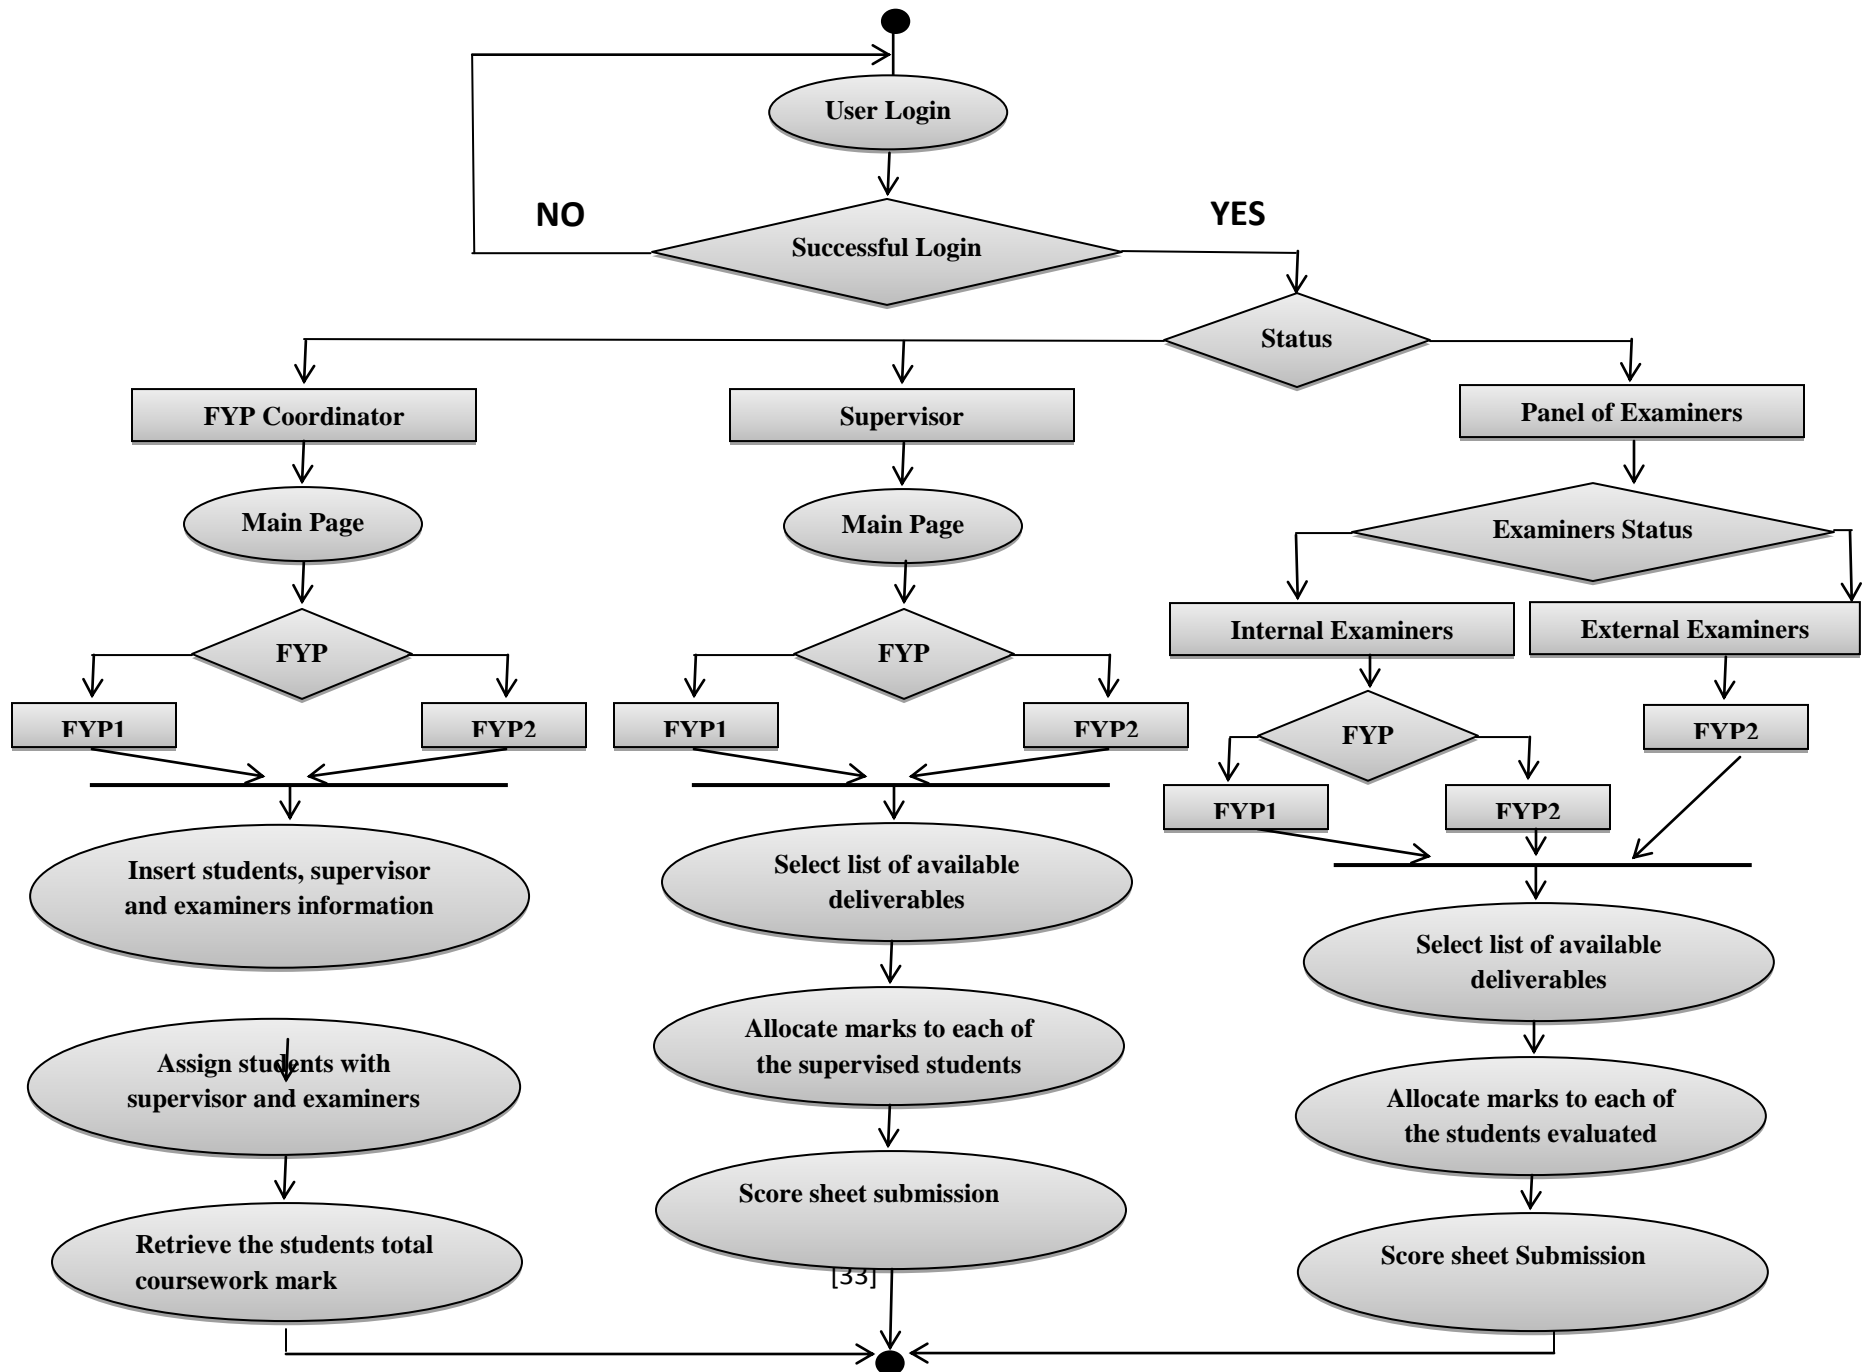 User Login
NO
YES
Successful Login
Status
FYP Coordinator
Supervisor
Panel of Examiners
Main Page
Main Page
Examiners Status
Internal Examiners
External Examiners
FYP
FYP
FYP1
FYP2
FYP1
FYP2
FYP
FYP2
FYP1
FYP2
Insert students, supervisor
and examiners information
Select list of available
deliverables
Select list of available
deliverables
Assign students with
supervisor and examiners
Allocate marks to each of
the supervised students
Allocate marks to each of
the students evaluated
Retrieve the students total
coursework mark
Score sheet submission
Score sheet Submission
[33]